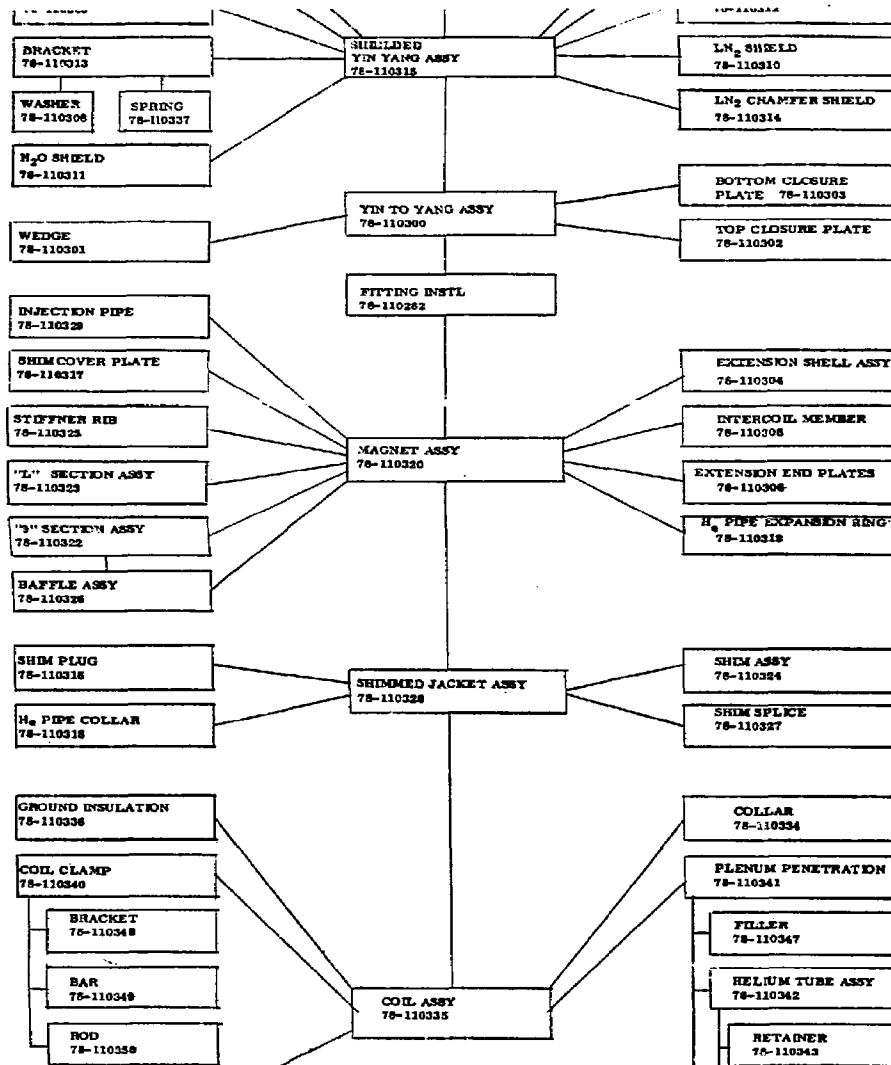 BRACKET
78-110313
WASHER
78-110306
SPRING
78-110337
H₂O SHIELD
78-110311
WEDGE
78-110301
INJECTION PIPE
78-110329
SHIM COVER PLATE
78-110317
STIFFNER RIB
78-110325
"L" SECTION ASSY
78-110323
"S" SECTION ASSY
78-110322
BAFFLE ASSY
78-110326
SHIM PLUG
78-110316
Hₑ PIPE COLLAR
78-110318
GROUND INSULATION
78-110336
COIL CLAMP
78-110340
BRACKET
78-110348
BAR
78-110349
ROD
78-110350
SHIELDED
YIN YANG ASSY
78-110315
YIN TO YANG ASSY
78-110300
FITTING INSTL
78-110262
MAGNET ASSY
78-110320
SHIMMED JACKET ASSY
78-110328
COIL ASSY
78-110335
LN₂ SHIELD
78-110310
LN₂ CHAMFER SHIELD
78-110314
BOTTOM CLOSURE
PLATE 78-110303
TOP CLOSURE PLATE
78-110302
EXTENSION SHELL ASSY
78-110304
INTERCOIL MEMBER
78-110308
EXTENSION END PLATES
78-110306
Hₑ PIPE EXPANSION RING
78-110319
SHIM ASSY
78-110324
SHIM SPLICE
78-110327
COLLAR
78-110334
PLENUM PENETRATION
78-110341
FILLER
78-110347
HELIUM TUBE ASSY
78-110342
RETAINER
78-110343